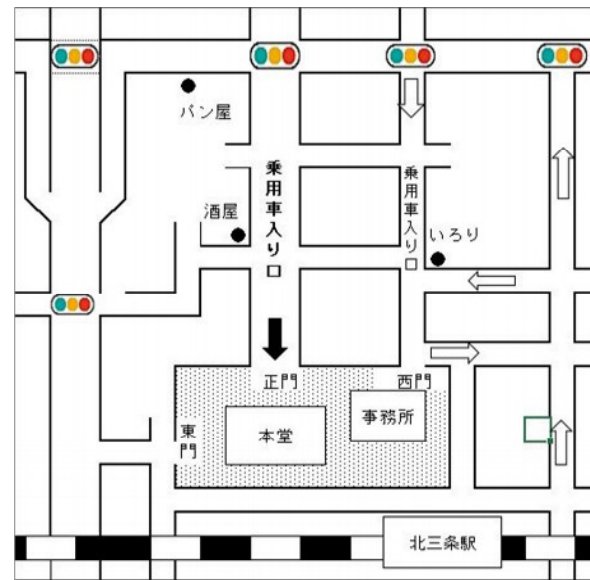 パン屋
酒屋
乗用車入り口
乗用車入り口
いろり
正門
西門
東門
本堂
事務所
北三条駅